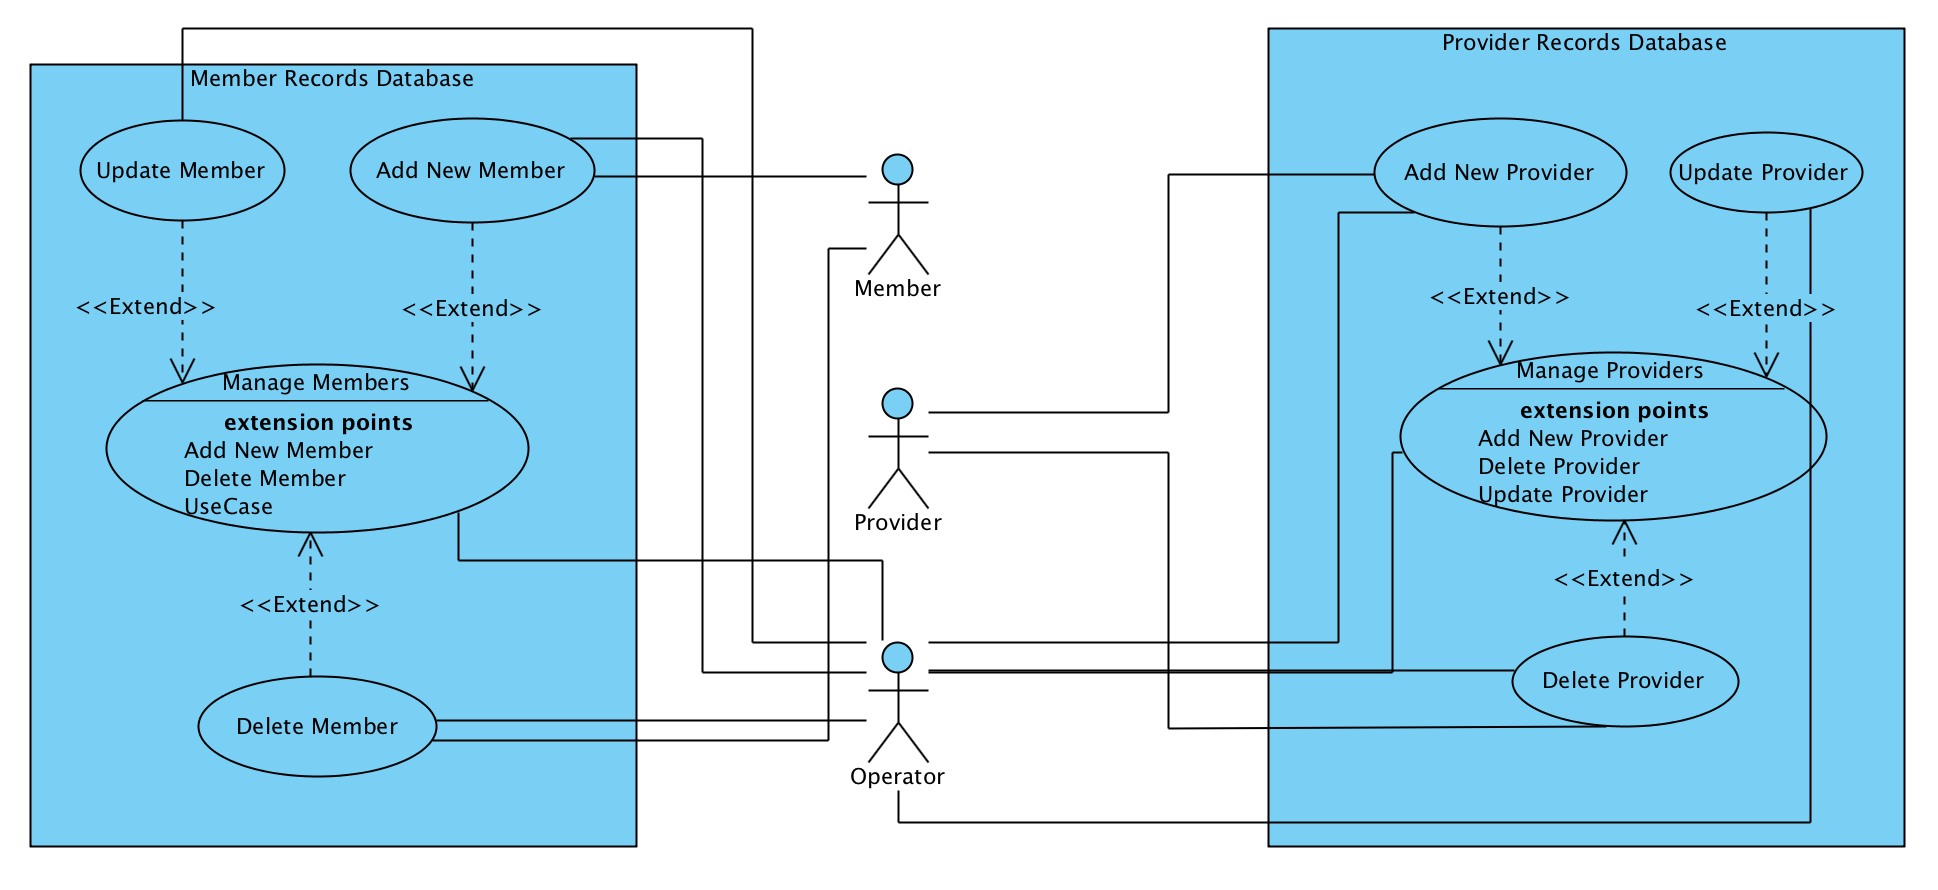 Member Records Database
Update Member
Add New Member
<<Extend>>
<<Extend>>
Manage Members
extension points
Add New Member
Delete Member
UseCase
<<Extend>>
Delete Member
Member
Provider
Operator
Provider Records Database
Add New Provider
Update Provider
<<Extend>>
<<Extend>>
Manage Providers
extension points
Add New Provider
Delete Provider
Update Provider
<<Extend>>
Delete Provider